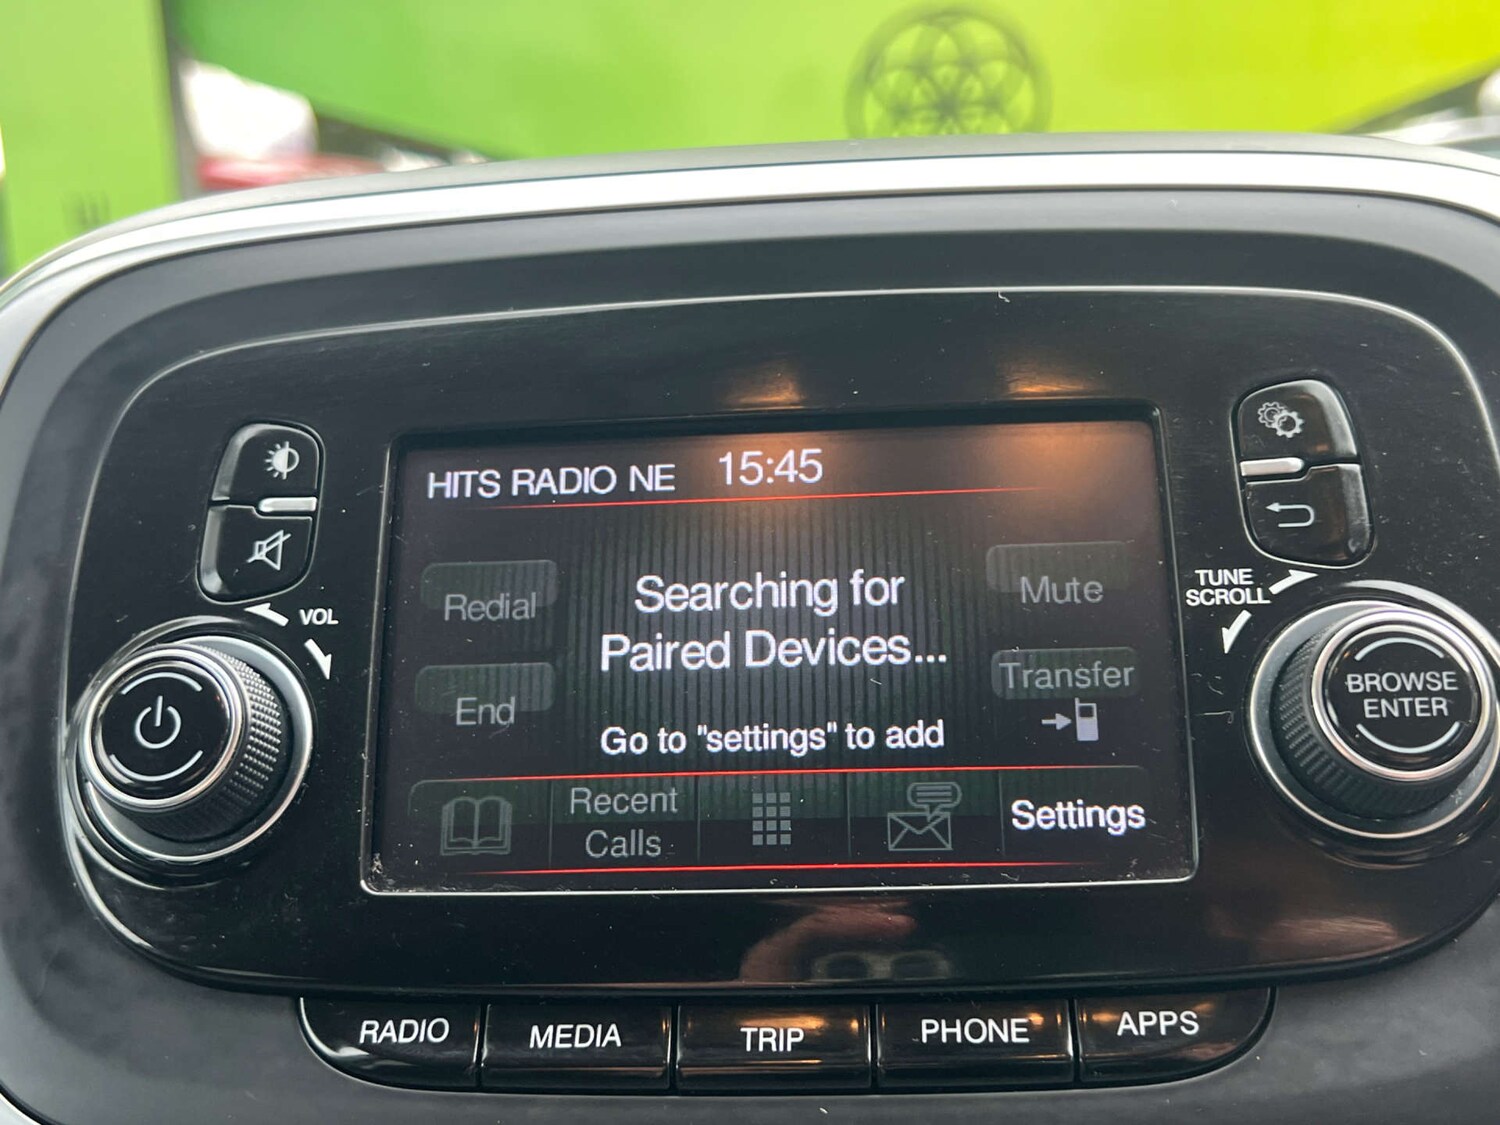 HITS RADIO NE 15:45
Redial
Searching for
Paired Devices...
Mute
End
Transfer
Go to "settings" to add
Recent
Calls
Settings
VOL
TUNE
SCROLL
BROWSE
ENTER
RADIO
MEDIA
TRIP
PHONE
APPS